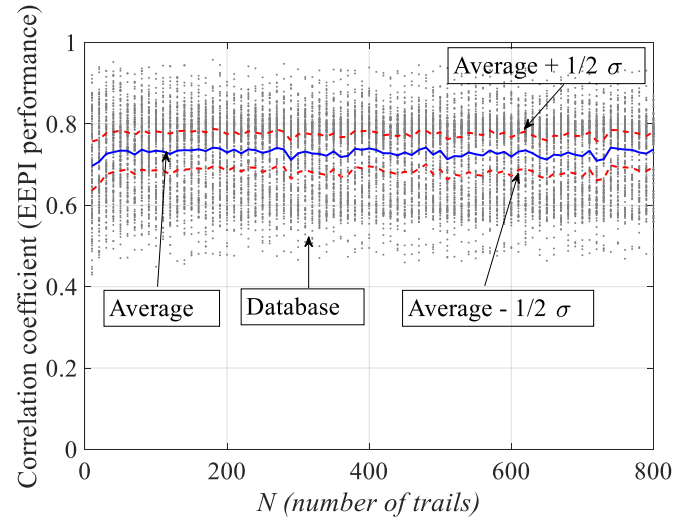 Correlation coefficient (EEPI performance)
1
0.8
0.6
0.4
0.2
0
Average + 1/2 σ
Average
Database
Average - 1/2 σ
0
200
400
600
800
N (number of trails)